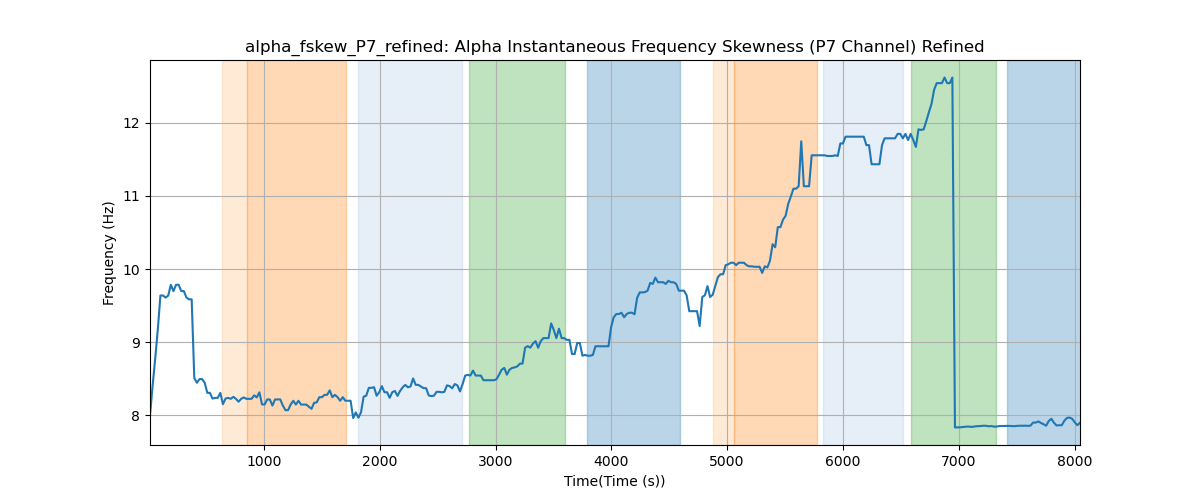 alpha_fskew_P7_refined: Alpha Instantaneous Frequency Skewness (P7 Channel) Refined
12
11
10
9
8
Frequency (Hz)
1000 2000 3000 4000 5000 6000 7000 8000
Time(Time (s))